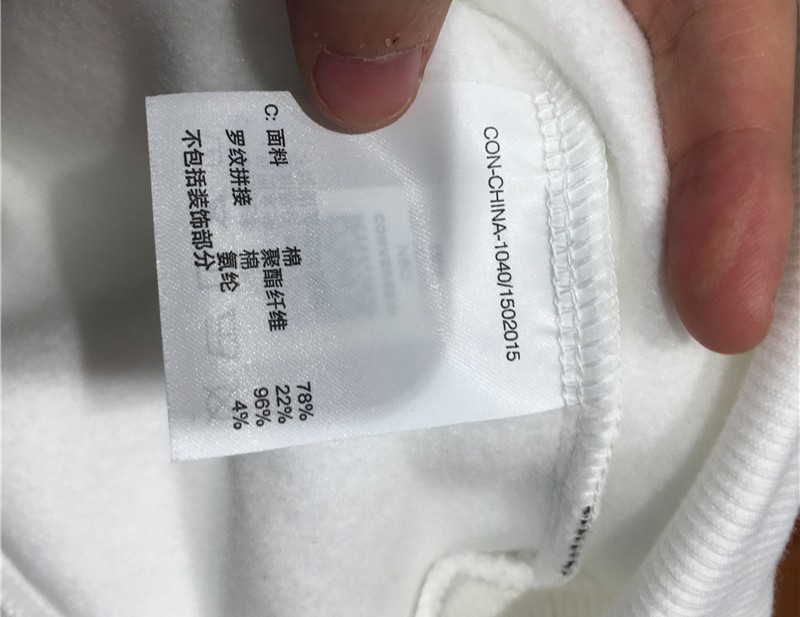 CON-CHINA-1040/1502015
C: 面料 棉 78%
聚酯纤维 22%
罗纹拼接 棉 96%
氨纶 4%
不包括装饰部分